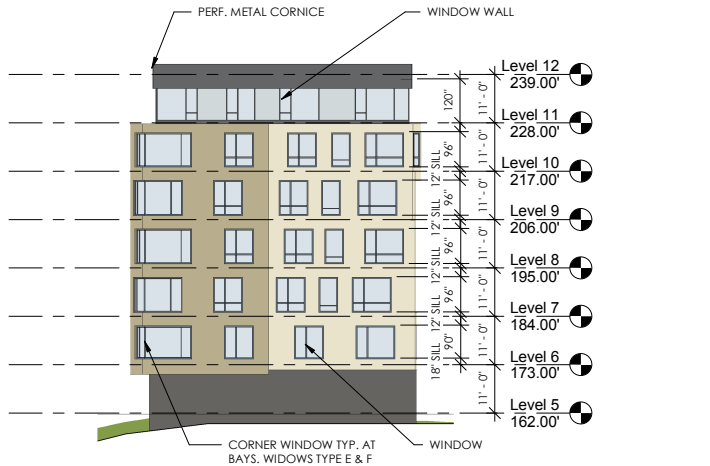 PERF. METAL CORNICE
WINDOW WALL
Level 12
239.00'
120"
11' - 0"
Level 11
228.00'
96"
11' - 0"
Level 10
217.00'
12" SILL
96"
11' - 0"
Level 9
206.00'
12" SILL
96"
11' - 0"
Level 8
195.00'
12" SILL
96"
11' - 0"
Level 7
184.00'
12" SILL
90"
11' - 0"
Level 6
173.00'
18" SILL
11' - 0"
Level 5
162.00'
CORNER WINDOW TYP. AT
BAYS. WIDOWS TYPE E & F
WINDOW